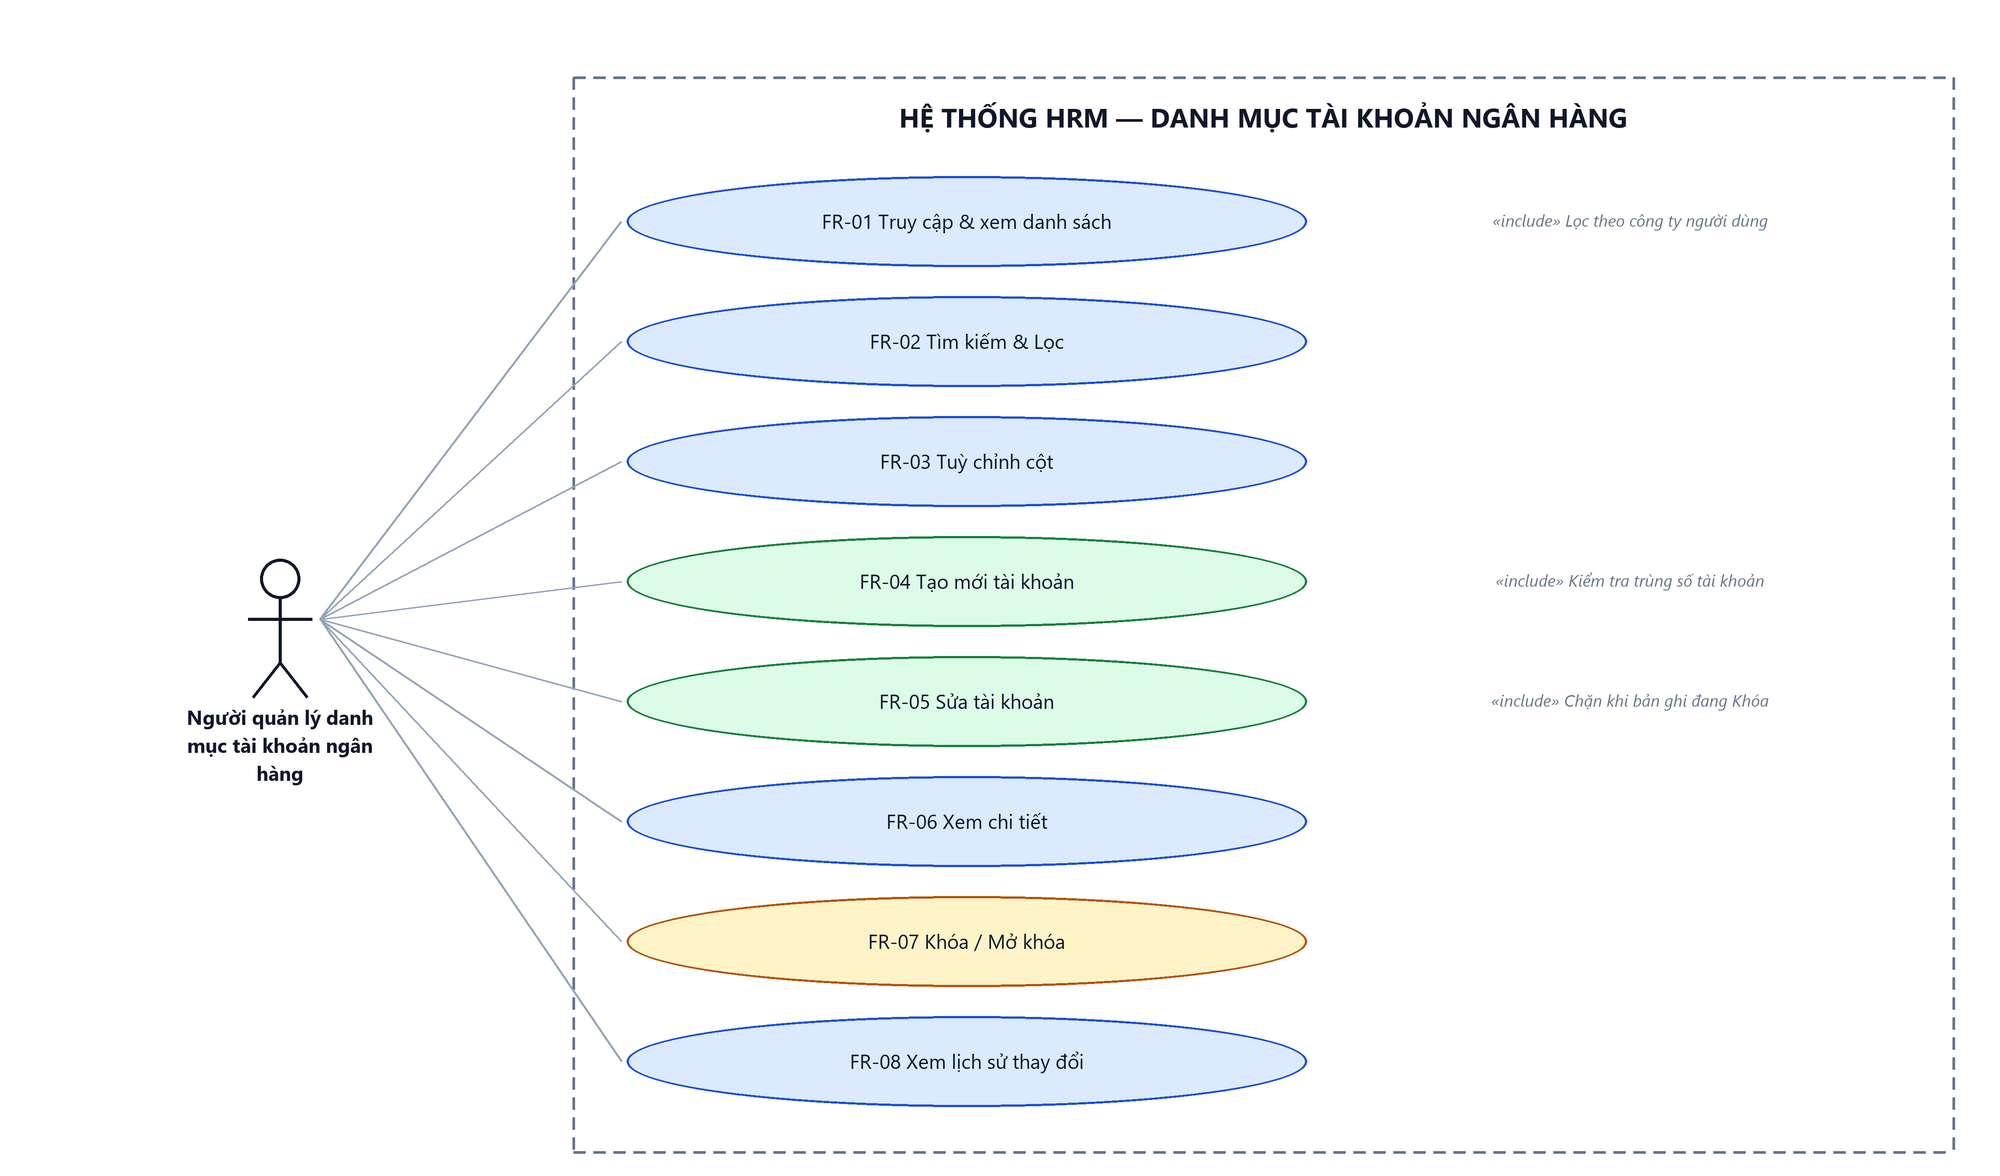 HỆ THỐNG HRM — DANH MỤC TÀI KHOẢN NGÂN HÀNG
FR-01 Truy cập & xem danh sách
«include» Lọc theo công ty người dùng
FR-02 Tìm kiếm & Lọc
FR-03 Tuỳ chỉnh cột
FR-04 Tạo mới tài khoản
«include» Kiểm tra trùng số tài khoản
FR-05 Sửa tài khoản
«include» Chặn khi bản ghi đang Khóa
Người quản lý danh
mục tài khoản ngân
hàng
FR-06 Xem chi tiết
FR-07 Khóa / Mở khóa
FR-08 Xem lịch sử thay đổi